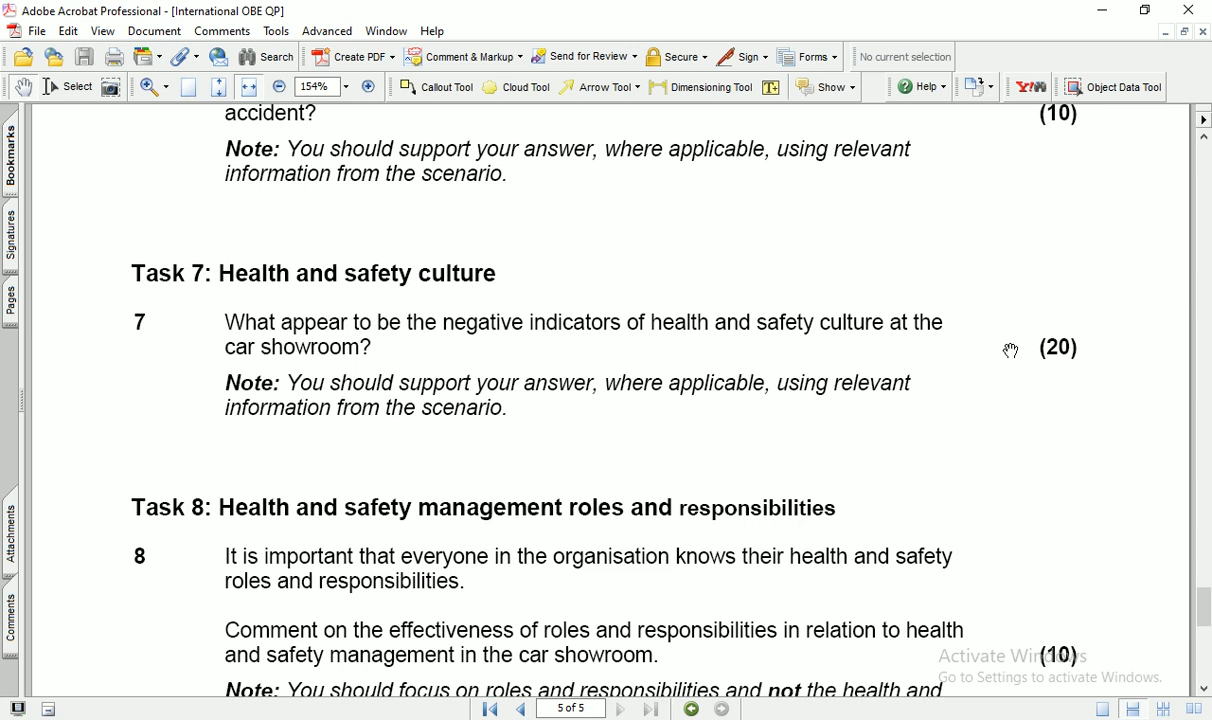 Adobe Acrobat Professional - [International OBE QP]
File Edit View Document Comments Tools Advanced Window Help
Search Create PDF Comment & Markup Send for Review Secure Sign Forms No current selection
Select 154% Callout Tool Cloud Tool Arrow Tool Dimensioning Tool T Show Help Y! Object Data Tool
Bookmarks
Signatures
Pages
Attachments
Comments
accident? (10)
Note: You should support your answer, where applicable, using relevant
information from the scenario.
Task 7: Health and safety culture
7 What appear to be the negative indicators of health and safety culture at the
car showroom? (20)
Note: You should support your answer, where applicable, using relevant
information from the scenario.
Task 8: Health and safety management roles and responsibilities
8 It is important that everyone in the organisation knows their health and safety
roles and responsibilities.
Comment on the effectiveness of roles and responsibilities in relation to health
and safety management in the car showroom. (10)
Note: You should focus on roles and responsibilities and not the health and
Activate Windows
Go to Settings to activate Windows.
5 of 5